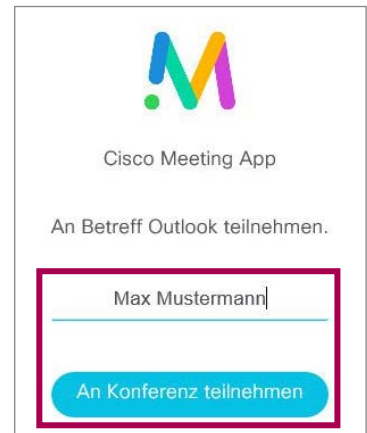 Cisco Meeting App
An Betreff Outlook teilnehmen.
Max Mustermann
An Konferenz teilnehmen